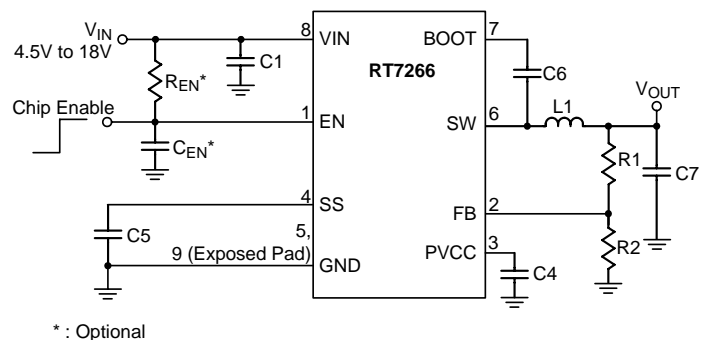 VIN
4.5V to 18V
8
VIN
BOOT
7
RT7266
C1
REN*
C6
Chip Enable
1
EN
CEN*
SW
6
L1
VOUT
R1
C7
4
SS
C5
5,
9 (Exposed Pad)
GND
FB
2
R2
PVCC
3
C4
* : Optional